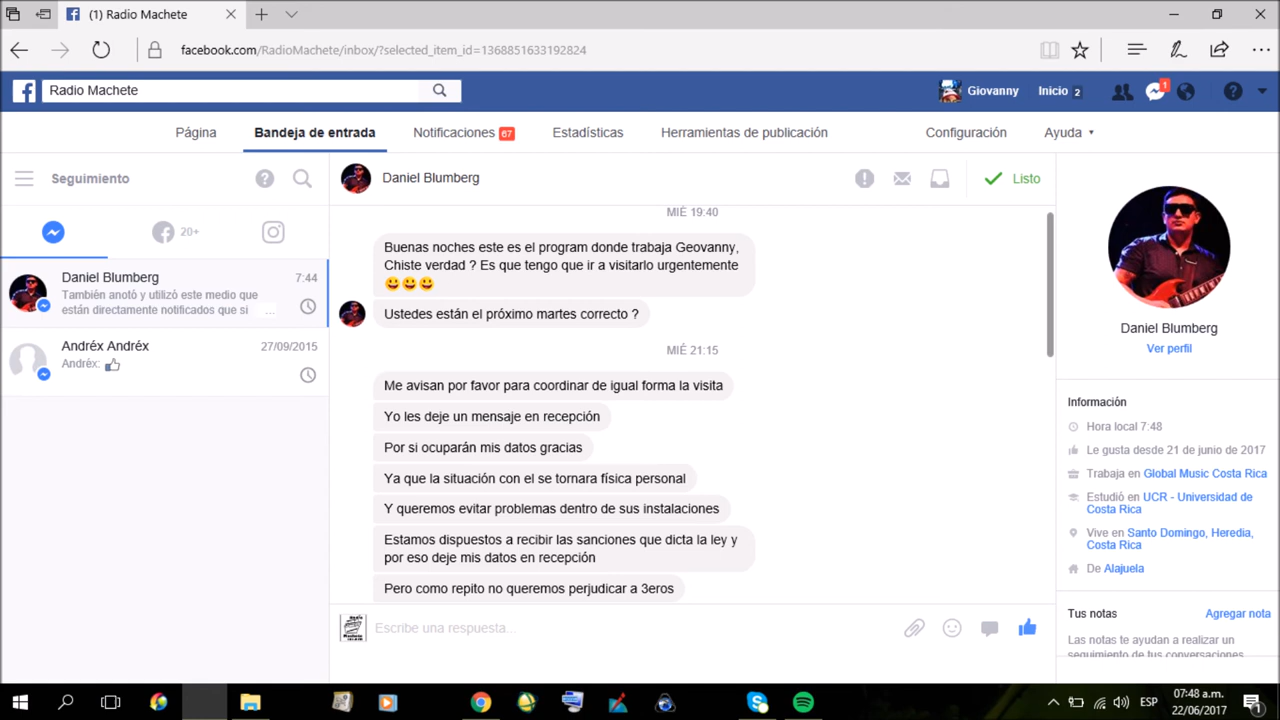 (1) Radio Machete
facebook.com/RadioMachete/inbox/?selected_item_id=1368851633192824
Radio Machete
Giovanny
Inicio 2
1
Página
Bandeja de entrada
Notificaciones 67
Estadísticas
Herramientas de publicación
Configuración
Ayuda
Seguimiento
Daniel Blumberg
Listo
20+
Daniel Blumberg 7:44
También anotó y utilizó este medio que
están directamente notificados que si ...
Andréx Andréx 27/09/2015
Andréx:
MIÉ 19:40
Buenas noches este es el program donde trabaja Geovanny,
Chiste verdad ? Es que tengo que ir a visitarlo urgentemente
Ustedes están el próximo martes correcto ?
MIÉ 21:15
Me avisan por favor para coordinar de igual forma la visita
Yo les deje un mensaje en recepción
Por si ocuparán mis datos gracias
Ya que la situación con el se tornara física personal
Y queremos evitar problemas dentro de sus instalaciones
Estamos dispuestos a recibir las sanciones que dicta la ley y
por eso deje mis datos en recepción
Pero como repito no queremos perjudicar a 3eros
Escribe una respuesta...
Daniel Blumberg
Ver perfil
Información
Hora local 7:48
Le gusta desde 21 de junio de 2017
Trabaja en Global Music Costa Rica
Estudió en UCR - Universidad de
Costa Rica
Vive en Santo Domingo, Heredia,
Costa Rica
De Alajuela
Tus notas Agregar nota
Las notas te ayudan a realizar un
seguimiento de tus conversaciones
ESP
07:48 a.m.
22/06/2017
1